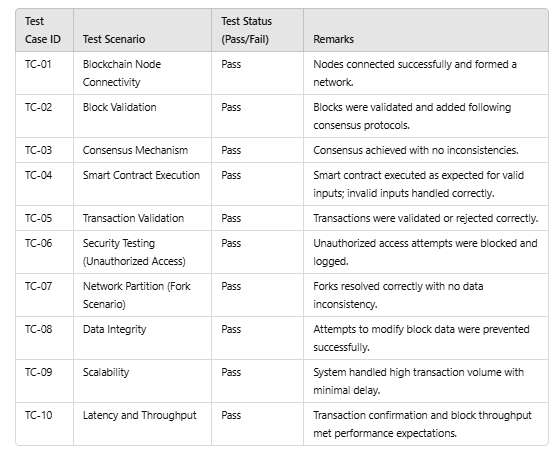 Test Case ID | Test Scenario | Test Status (Pass/Fail) | Remarks
TC-01 | Blockchain Node Connectivity | Pass | Nodes connected successfully and formed a network.
TC-02 | Block Validation | Pass | Blocks were validated and added following consensus protocols.
TC-03 | Consensus Mechanism | Pass | Consensus achieved with no inconsistencies.
TC-04 | Smart Contract Execution | Pass | Smart contract executed as expected for valid inputs; invalid inputs handled correctly.
TC-05 | Transaction Validation | Pass | Transactions were validated or rejected correctly.
TC-06 | Security Testing (Unauthorized Access) | Pass | Unauthorized access attempts were blocked and logged.
TC-07 | Network Partition (Fork Scenario) | Pass | Forks resolved correctly with no data inconsistency.
TC-08 | Data Integrity | Pass | Attempts to modify block data were prevented successfully.
TC-09 | Scalability | Pass | System handled high transaction volume with minimal delay.
TC-10 | Latency and Throughput | Pass | Transaction confirmation and block throughput met performance expectations.